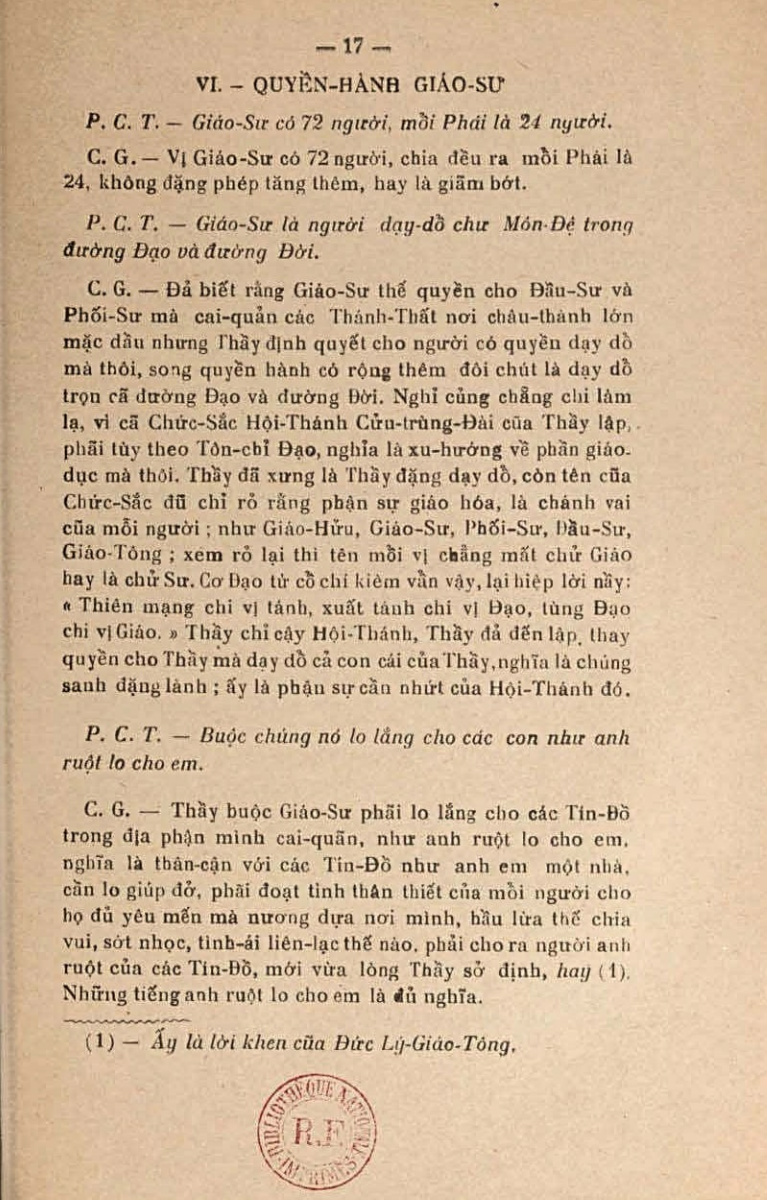 — 17 —
VI. – QUYỀN-HÀNH GIÁO-SƯ
P. C. T. — Giáo-Sư có 72 người, mỗi Phái là 24 người.
C. G. — Vị Giáo-Sư có 72 người, chia đều ra mỗi Phái là
24, không đặng phép tăng thêm, hay là giãm bớt.
P. C. T. — Giáo-Sư là người dạy-dỗ chư Môn-Đệ trong
đường Đạo và đường Đời.
C. G. — Đả biết rằng Giáo-Sư thế quyền cho Đầu-Sư và
Phối-Sư mà cai-quản các Thánh-Thất nơi châu-thành lớn
mặc dầu nhưng Thầy định quyết cho người có quyền dạy dỗ
mà thôi, song quyền hành có rộng thêm đôi chút là dạy dỗ
trọn cã đường Đạo và đường Đời. Nghỉ củng chẳng chi làm
lạ, vì cã Chức-Sắc Hội-Thánh Cửu-trùng-Đài của Thầy lập,
phãi tùy theo Tôn-chỉ Đạo, nghĩa là xu-hướng về phần giáo-
dục mà thôi. Thầy đã xưng là Thầy đặng dạy dỗ, còn tên cũa
Chức-Sắc đũ chỉ rỏ rằng phận sự giáo hóa, là chánh vai
cũa mỗi người ; như Giáo-Hửu, Giáo-Sư, Phối-Sư, Đầu-Sư,
Giáo-Tông ; xem rỏ lại thì tên mỗi vị chẳng mất chử Giáo
hay là chử Sư. Cơ Đạo từ cồ chí kiêm vẫn vậy, lại hiệp lời nầy:
« Thiên mạng chi vị tánh, xuất tánh chi vị Đạo, tùng Đạo
chi vị Giáo. » Thầy chỉ cậy Hội-Thánh, Thầy đả đến lập, thay
quyền cho Thầy mà dạy dỗ cả con cái của Thầy, nghĩa là chúng
sanh đặng lành ; ấy là phận sự cần nhứt của Hội-Thánh đó.
P. C. T. — Buộc chúng nó lo lắng cho các con như anh
ruột lo cho em.
C. G. — Thầy buộc Giáo-Sư phãi lo lắng cho các Tín-Đồ
trong địa phận mình cai-quãn, như anh ruột lo cho em,
nghĩa là thân-cận với các Tín-Đồ như anh em một nhà,
cần lo giúp đở, phãi đoạt tình thân thiết của mỗi người cho
họ đủ yêu mến mà nương dựa nơi mình, hầu lừa thế chia
vui, sớt nhọc, tình-ái liên-lạc thế nào, phải cho ra người anh
ruột của các Tín-Đồ, mới vừa lòng Thầy sở định, hay (1).
Những tiếng anh ruột lo cho em là đủ nghĩa.
(1) — Ấy là lời khen cũa Đức Lý-Giáo-Tông.
BIBLIOTHÈQUE NATIONALE
R.F.
IMPRIMÉS